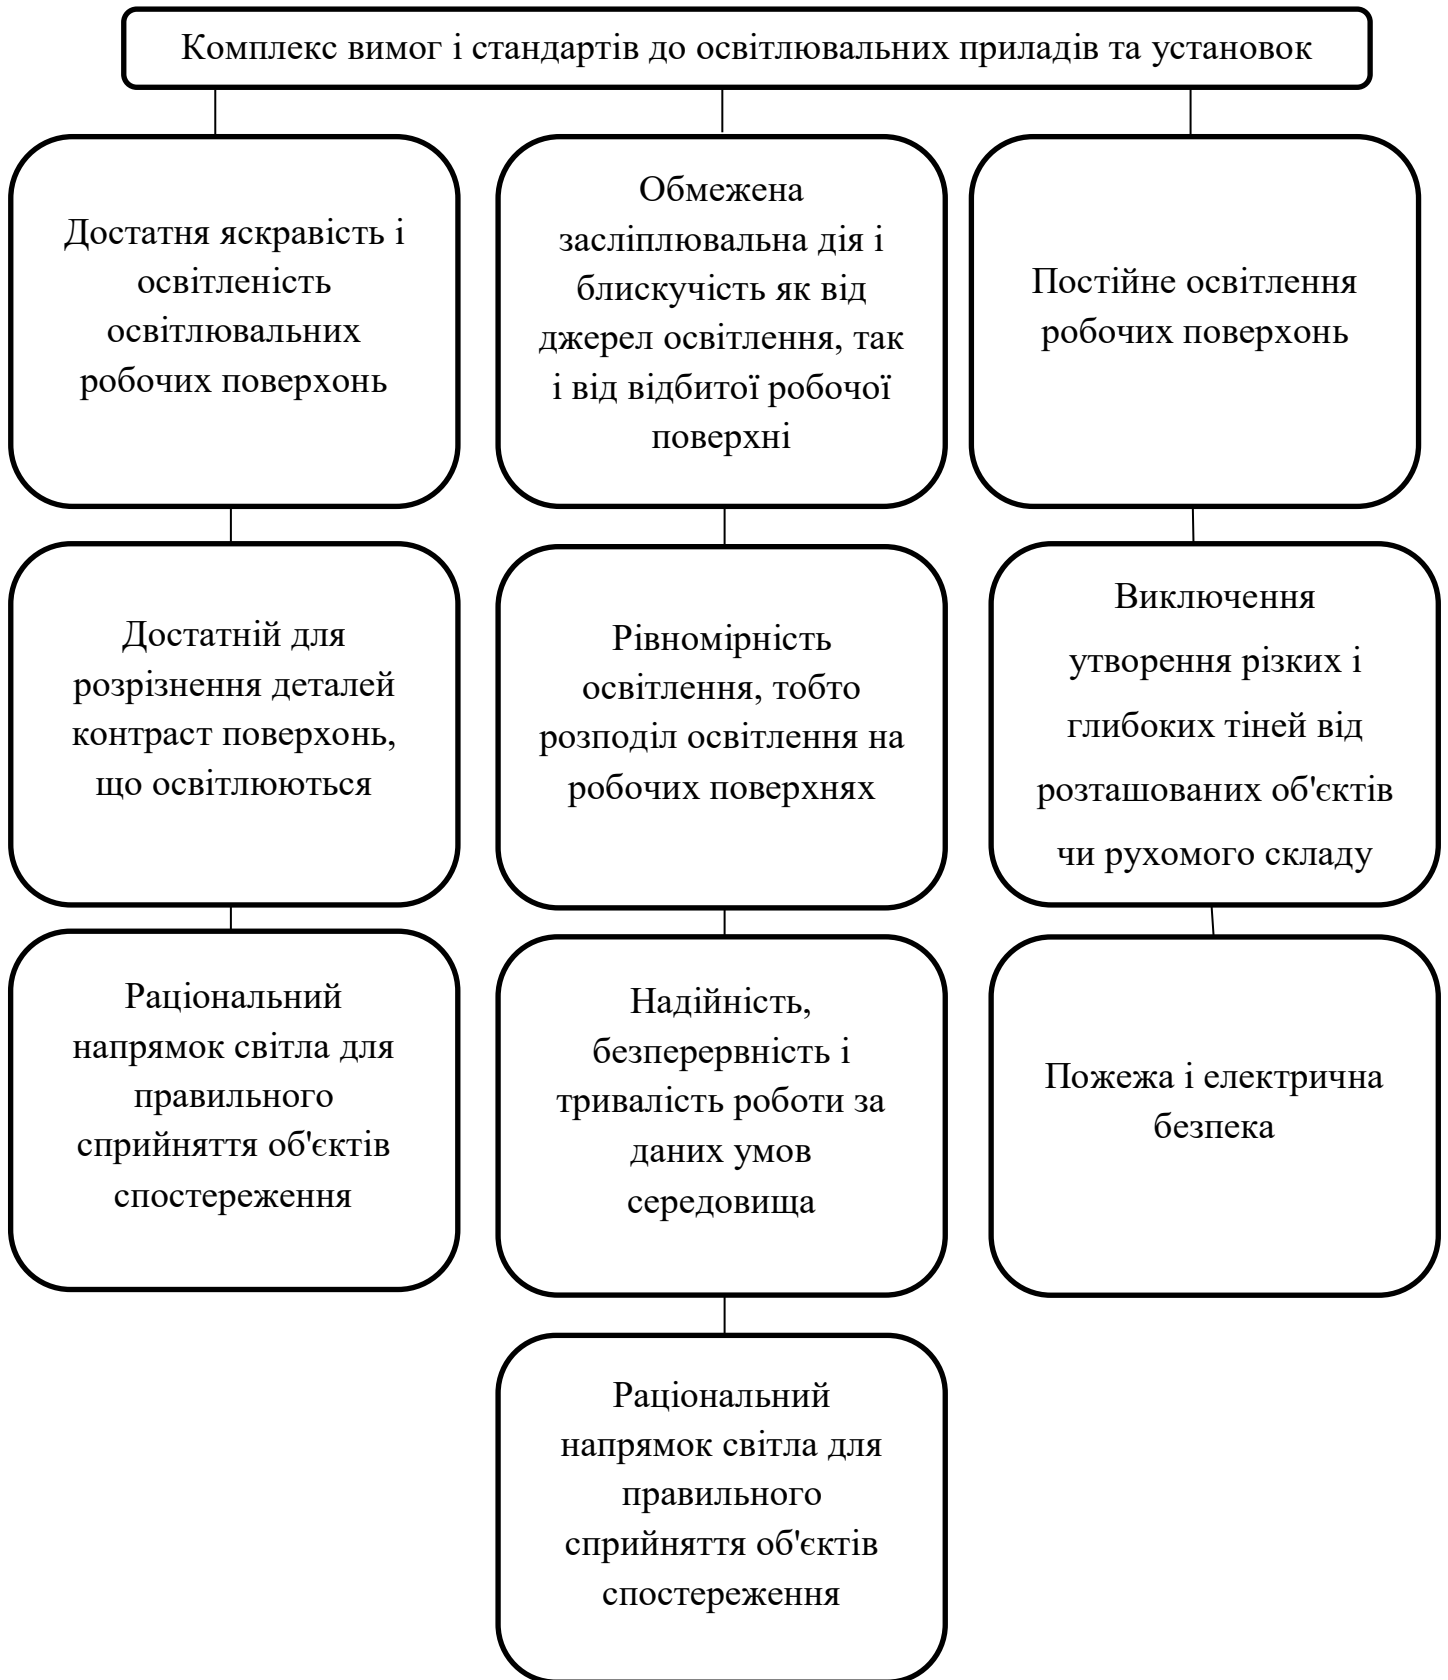 Комплекс вимог і стандартів до освітлювальних приладів та установок
Достатня яскравість і
освітленість
освітлювальних
робочих поверхонь
Обмежена
засліплювальна дія і
блискучість як від
джерел освітлення, так
і від відбитої робочої
поверхні
Постійне освітлення
робочих поверхонь
Достатній для
розрізнення деталей
контраст поверхонь,
що освітлюються
Рівномірність
освітлення, тобто
розподіл освітлення на
робочих поверхнях
Виключення
утворення різких і
глибоких тіней від
розташованих об'єктів
чи рухомого складу
Раціональний
напрямок світла для
правильного
сприйняття об'єктів
спостереження
Надійність,
безперервність і
тривалість роботи за
даних умов
середовища
Пожежа і електрична
безпека
Раціональний
напрямок світла для
правильного
сприйняття об'єктів
спостереження